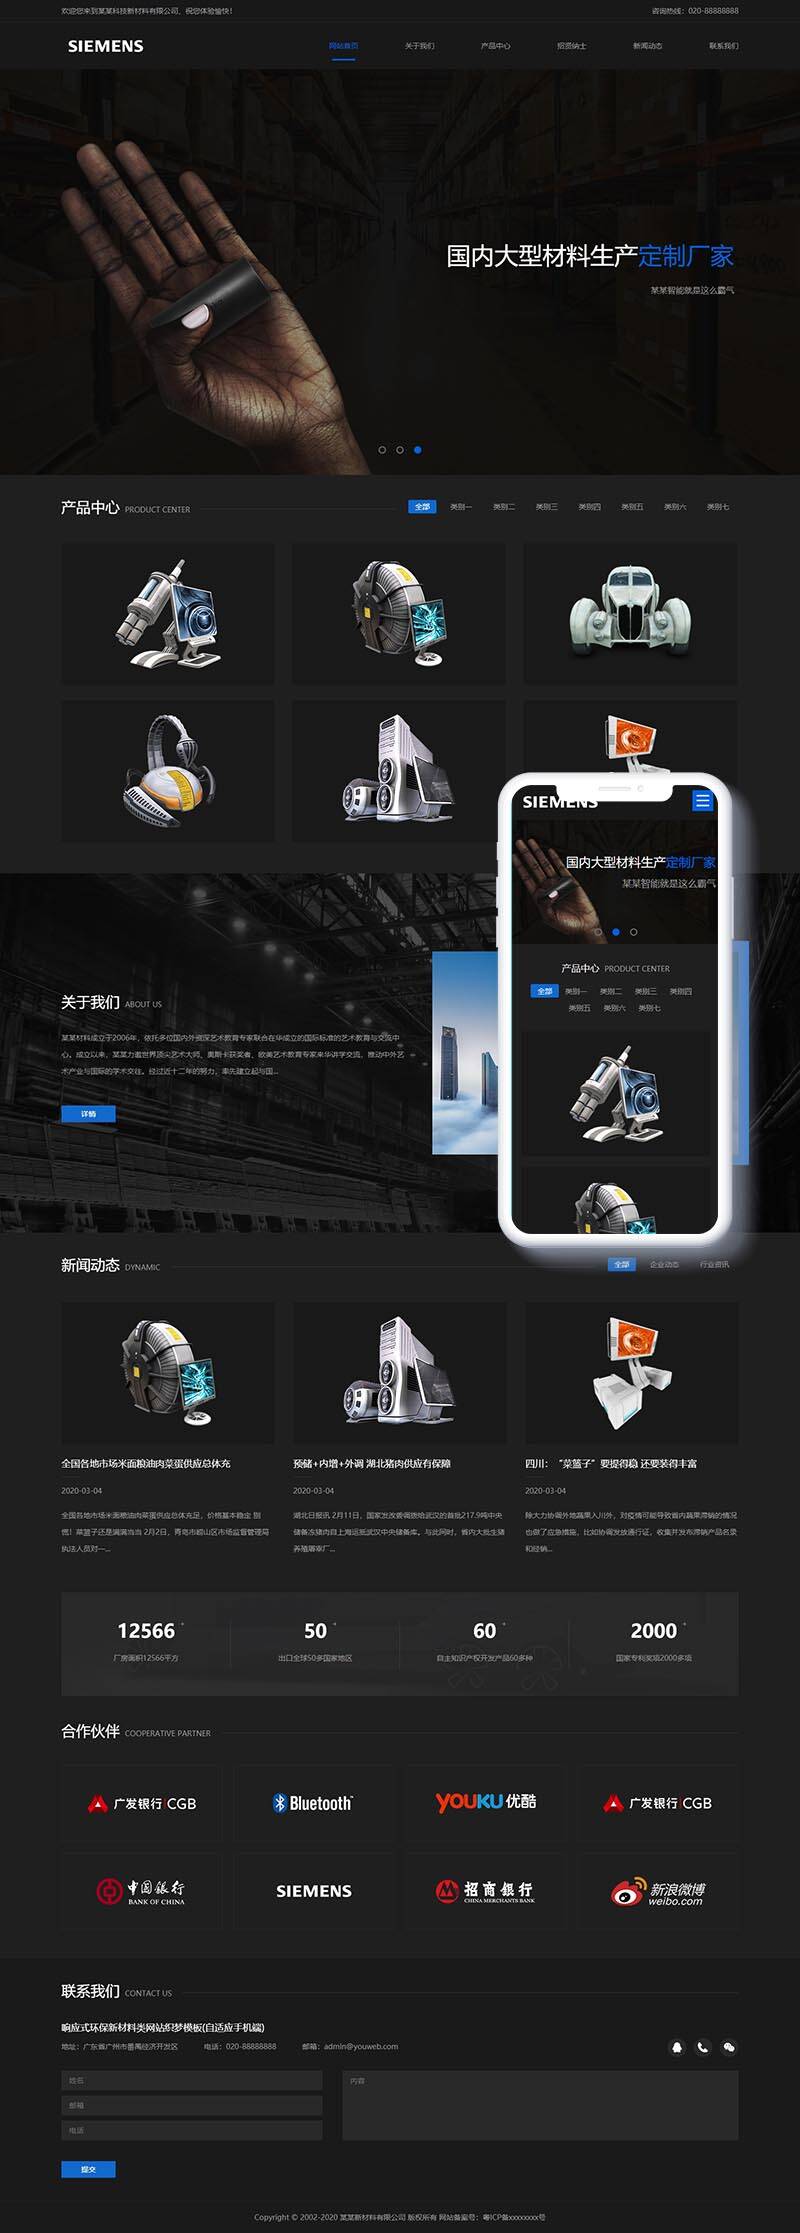 欢迎您来到某某科技新材料有限公司，祝您体验愉快！
咨询热线：020-88888888
SIEMENS
网站首页 关于我们 产品中心 招贤纳士 新闻动态 联系我们
国内大型材料生产定制厂家
某某智能就是这么霸气
产品中心 PRODUCT CENTER
全部 类别一 类别二 类别三 类别四 类别五 类别六 类别七
SIEMENS
国内大型材料生产定制厂家
某某智能就是这么霸气
产品中心 PRODUCT CENTER
全部 类别一 类别二 类别三 类别四
类别五 类别六 类别七
关于我们 ABOUT US
某某材料成立于2006年，依托多位国内外资深艺术教育专家联合在华成立的国际标准的艺术教育与交流中
心。成立以来，某某力邀世界顶尖艺术大师、奥斯卡获奖者、欧美艺术教育专家来华讲学交流，推动中外艺
术产业与国际的学术交往。经过近十二年的努力，率先建立起与国...
详情
新闻动态 DYNAMIC
全部 企业动态 行业资讯
全国各地市场米面粮油肉菜蛋供应总体充
2020-03-04
全国各地市场米面粮油肉菜蛋供应总体充足，价格基本稳定 别
慌！菜篮子还是满满当当 2月2日，青岛市崂山区市场监督管理局
执法人员对一...
预储+内增+外调 湖北猪肉供应有保障
2020-03-04
湖北日报讯 2月11日，国家发改委调拨给武汉的首批217.9吨中央
储备冻猪肉自上海运抵武汉中央储备库。与此同时，省内大批生猪
养殖屠宰厂...
四川：“菜篮子”要提得稳 还要装得丰富
2020-03-04
除大力协调外地蔬果入川外，对疫情可能导致省内蔬果滞销的情况
也做了应急措施，比如协调发放通行证，收集并发布滞销产品名录
和经销...
12566 +
厂房面积12566平方
50 +
出口全球50多国家地区
60 +
自主知识产权开发产品60多种
2000 +
国家专利奖项2000多项
合作伙伴 COOPERATIVE PARTNER
广发银行|CGB
Bluetooth
YOUKU优酷
广发银行|CGB
中国银行
BANK OF CHINA
SIEMENS
招商银行
CHINA MERCHANTS BANK
新浪微博
weibo.com
联系我们 CONTACT US
响应式环保新材料类网站织梦模板(自适应手机端)
地址：广东省广州市番禺经济开发区 电话：020-88888888 邮箱：admin@youweb.com
姓名
邮箱
电话
内容
提交
Copyright © 2002-2020 某某新材料有限公司 版权所有 网站备案号：粤ICP备xxxxxxxx号